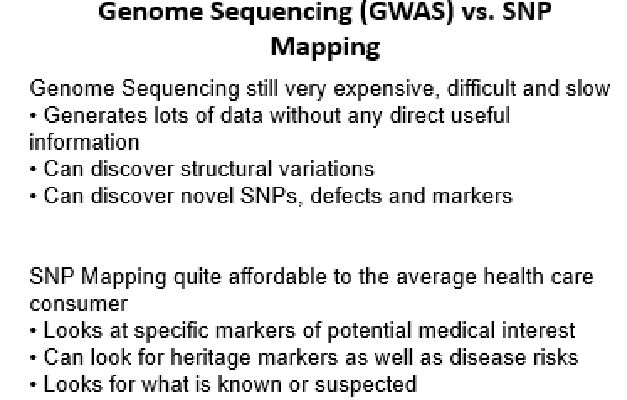 Genome Sequencing (GWAS) vs. SNP
Mapping
Genome Sequencing still very expensive, difficult and slow
• Generates lots of data without any direct useful
information
• Can discover structural variations
• Can discover novel SNPs, defects and markers
SNP Mapping quite affordable to the average health care
consumer
• Looks at specific markers of potential medical interest
• Can look for heritage markers as well as disease risks
• Looks for what is known or suspected